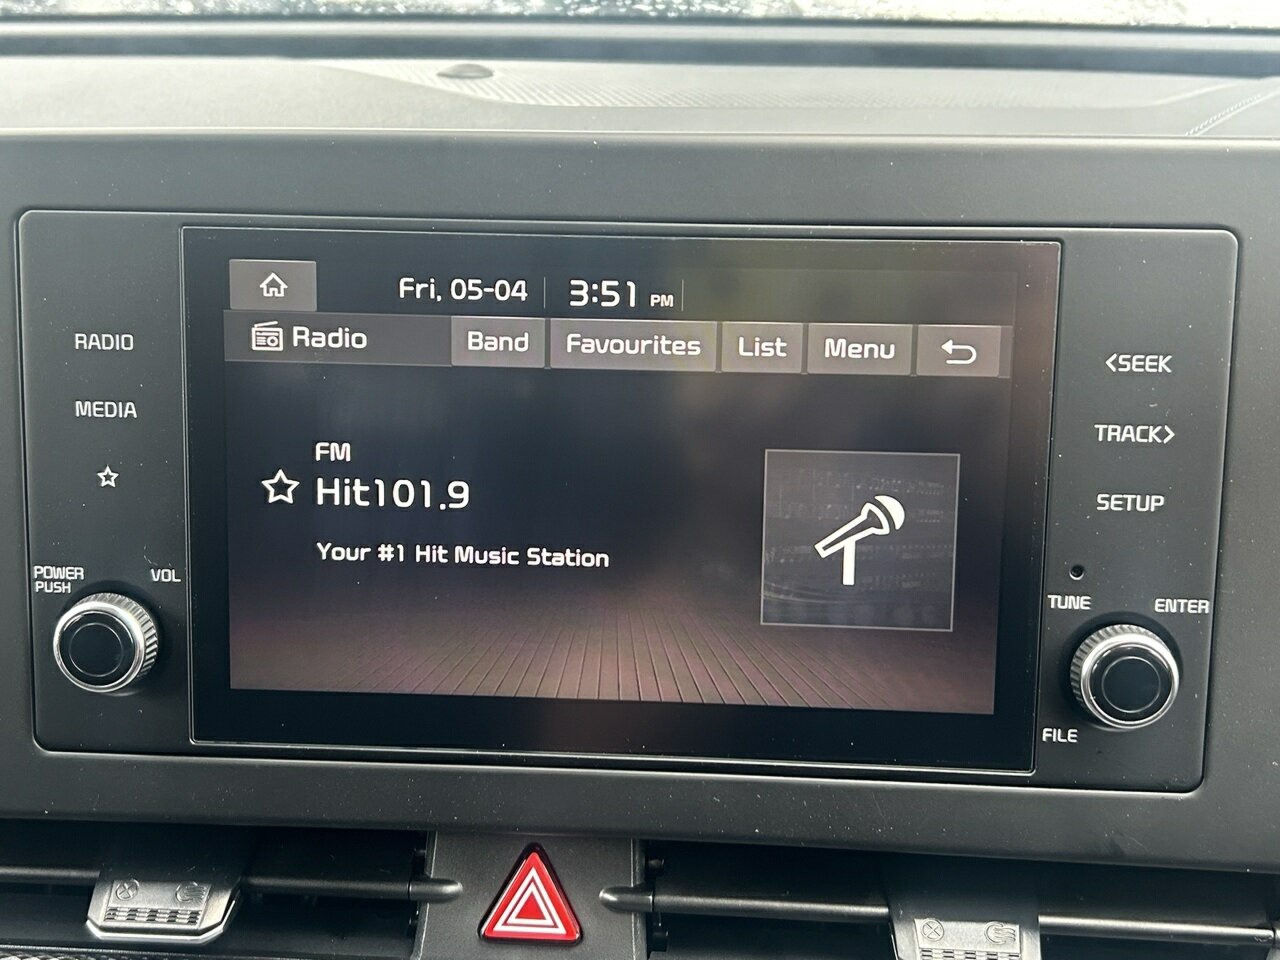 Fri, 05-04 3:51 PM
Radio Band Favourites List Menu
FM
Hit101.9
Your #1 Hit Music Station
RADIO
MEDIA
POWER PUSH
VOL
<SEEK
TRACK>
SETUP
TUNE
ENTER
FILE